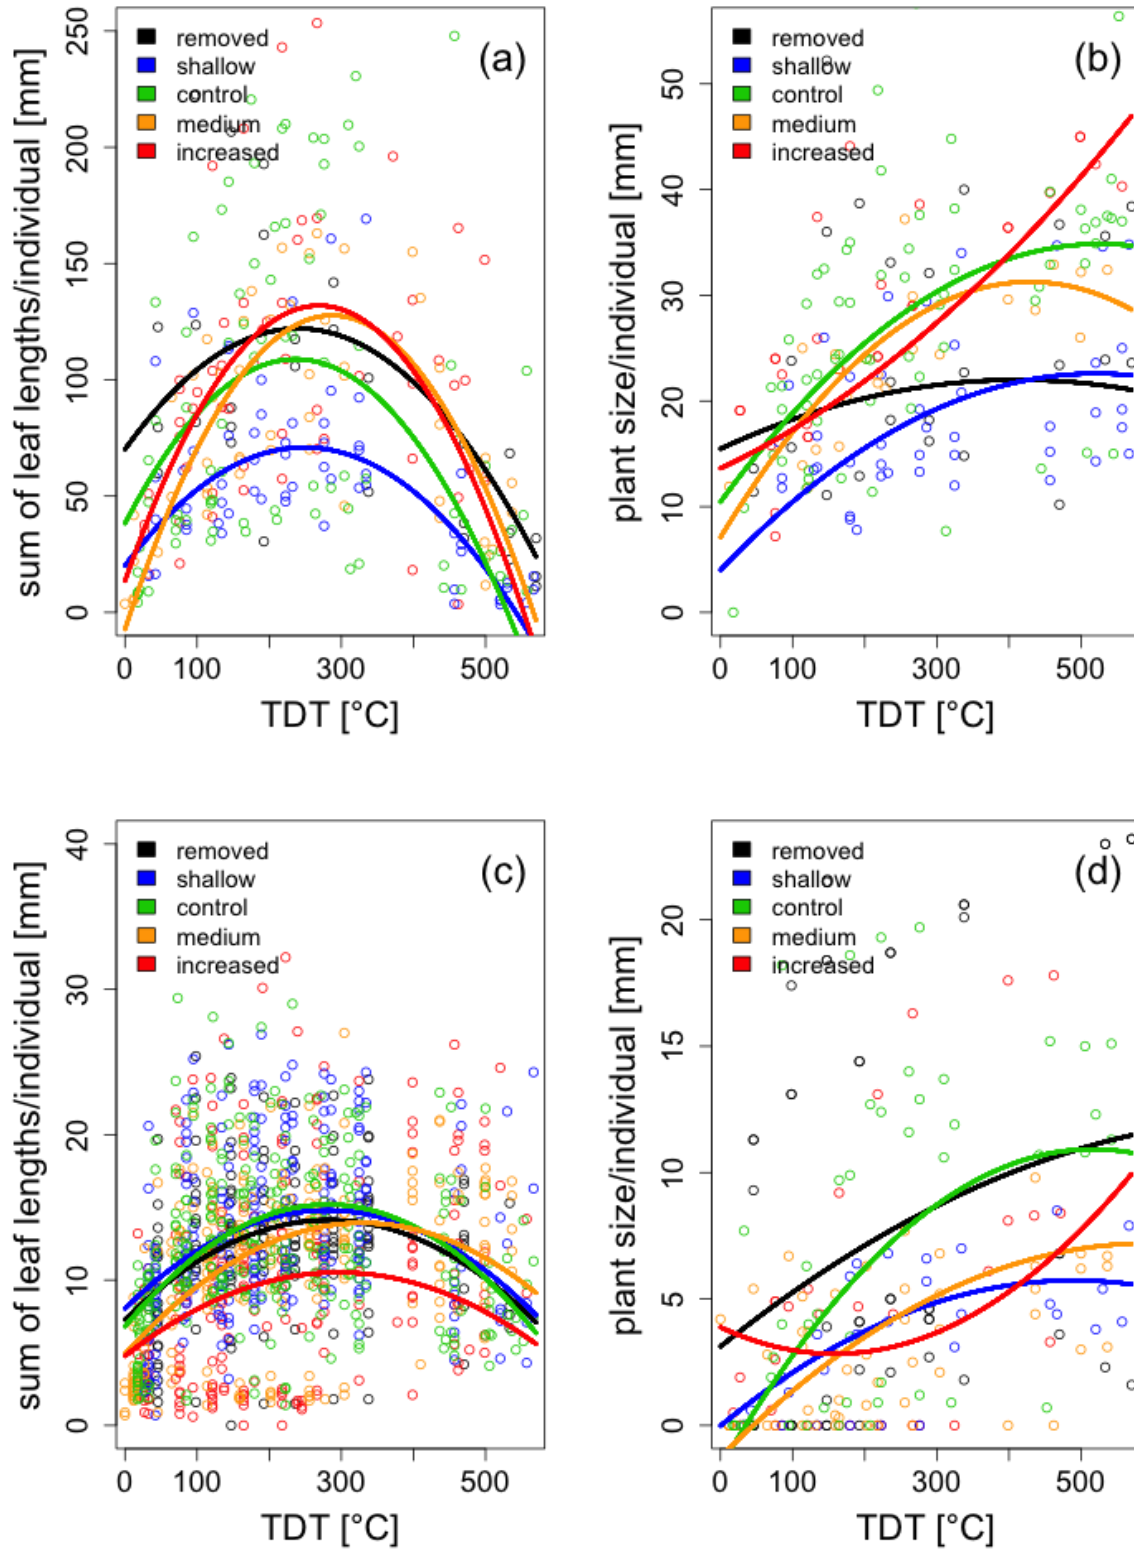 (a)
removed
shallow
control
medium
increased
sum of leaf lengths/individual [mm]
0 50 100 150 200 250
0 100 300 500
TDT [°C]
(b)
removed
shallow
control
medium
increased
plant size/individual [mm]
0 10 20 30 40 50
0 100 300 500
TDT [°C]
(c)
removed
shallow
control
medium
increased
sum of leaf lengths/individual [mm]
0 10 20 30 40
0 100 300 500
TDT [°C]
(d)
removed
shallow
control
medium
increased
plant size/individual [mm]
0 5 10 15 20
0 100 300 500
TDT [°C]